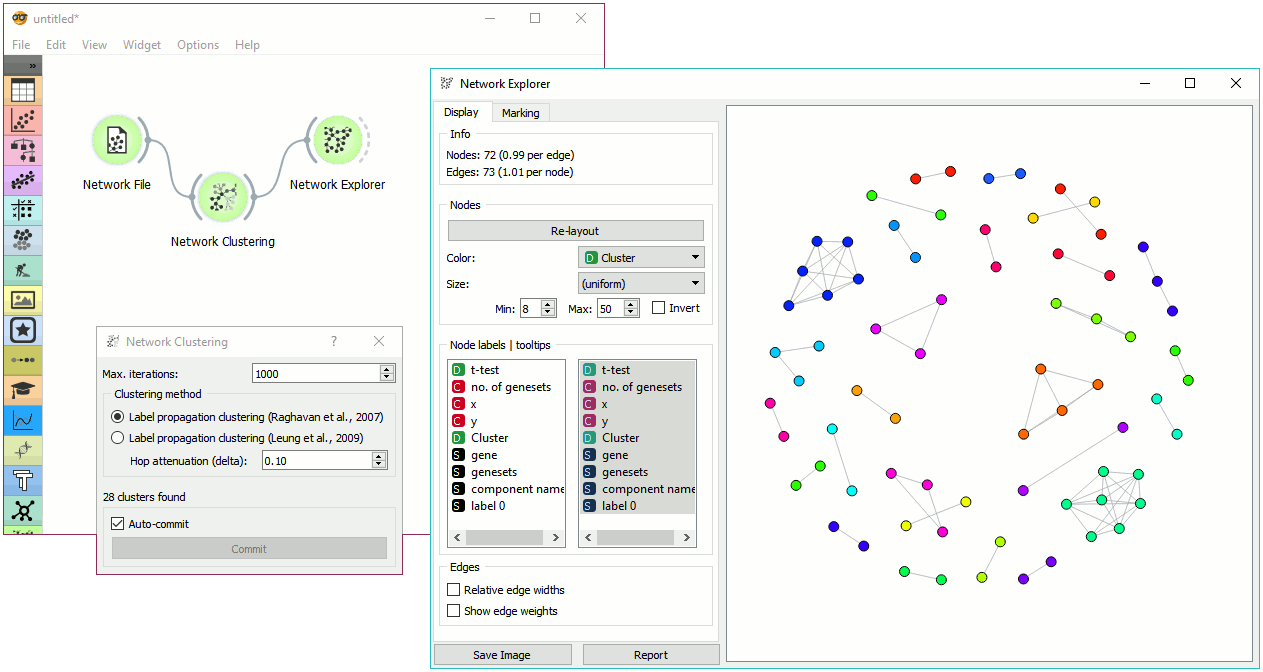 untitled*
File Edit View Widget Options Help
»
Network File
Network Clustering
Network Explorer
Network Clustering ?
Max. iterations: 1000
Clustering method
Label propagation clustering (Raghavan et al., 2007)
Label propagation clustering (Leung et al., 2009)
Hop attenuation (delta): 0.10
28 clusters found
Auto-commit
Commit
Network Explorer
Display Marking
Info
Nodes: 72 (0.99 per edge)
Edges: 73 (1.01 per node)
Nodes
Re-layout
Color: D Cluster
Size: (uniform)
Min: 8 Max: 50 Invert
Node labels | tooltips
D t-test D t-test
C no. of genesets C no. of genesets
C x C x
C y C y
D Cluster D Cluster
S gene S gene
S genesets S genesets
S component name S component name
S label 0 S label 0
Edges
Relative edge widths
Show edge weights
Save Image Report